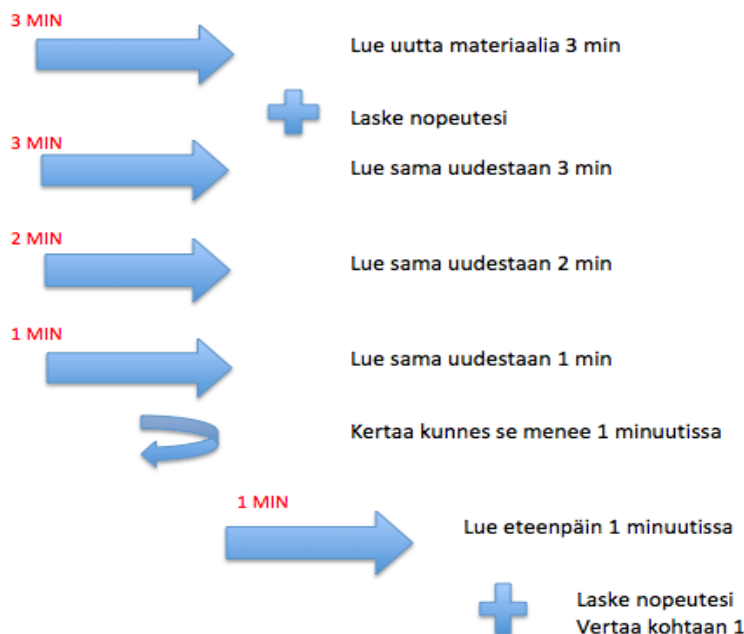 3 MIN
Lue uutta materiaalia 3 min
Laske nopeutesi
3 MIN
Lue sama uudestaan 3 min
2 MIN
Lue sama uudestaan 2 min
1 MIN
Lue sama uudestaan 1 min
Kertaa kunnes se menee 1 minuutissa
1 MIN
Lue eteenpäin 1 minuutissa
Laske nopeutesi
Vertaa kohtaan 1